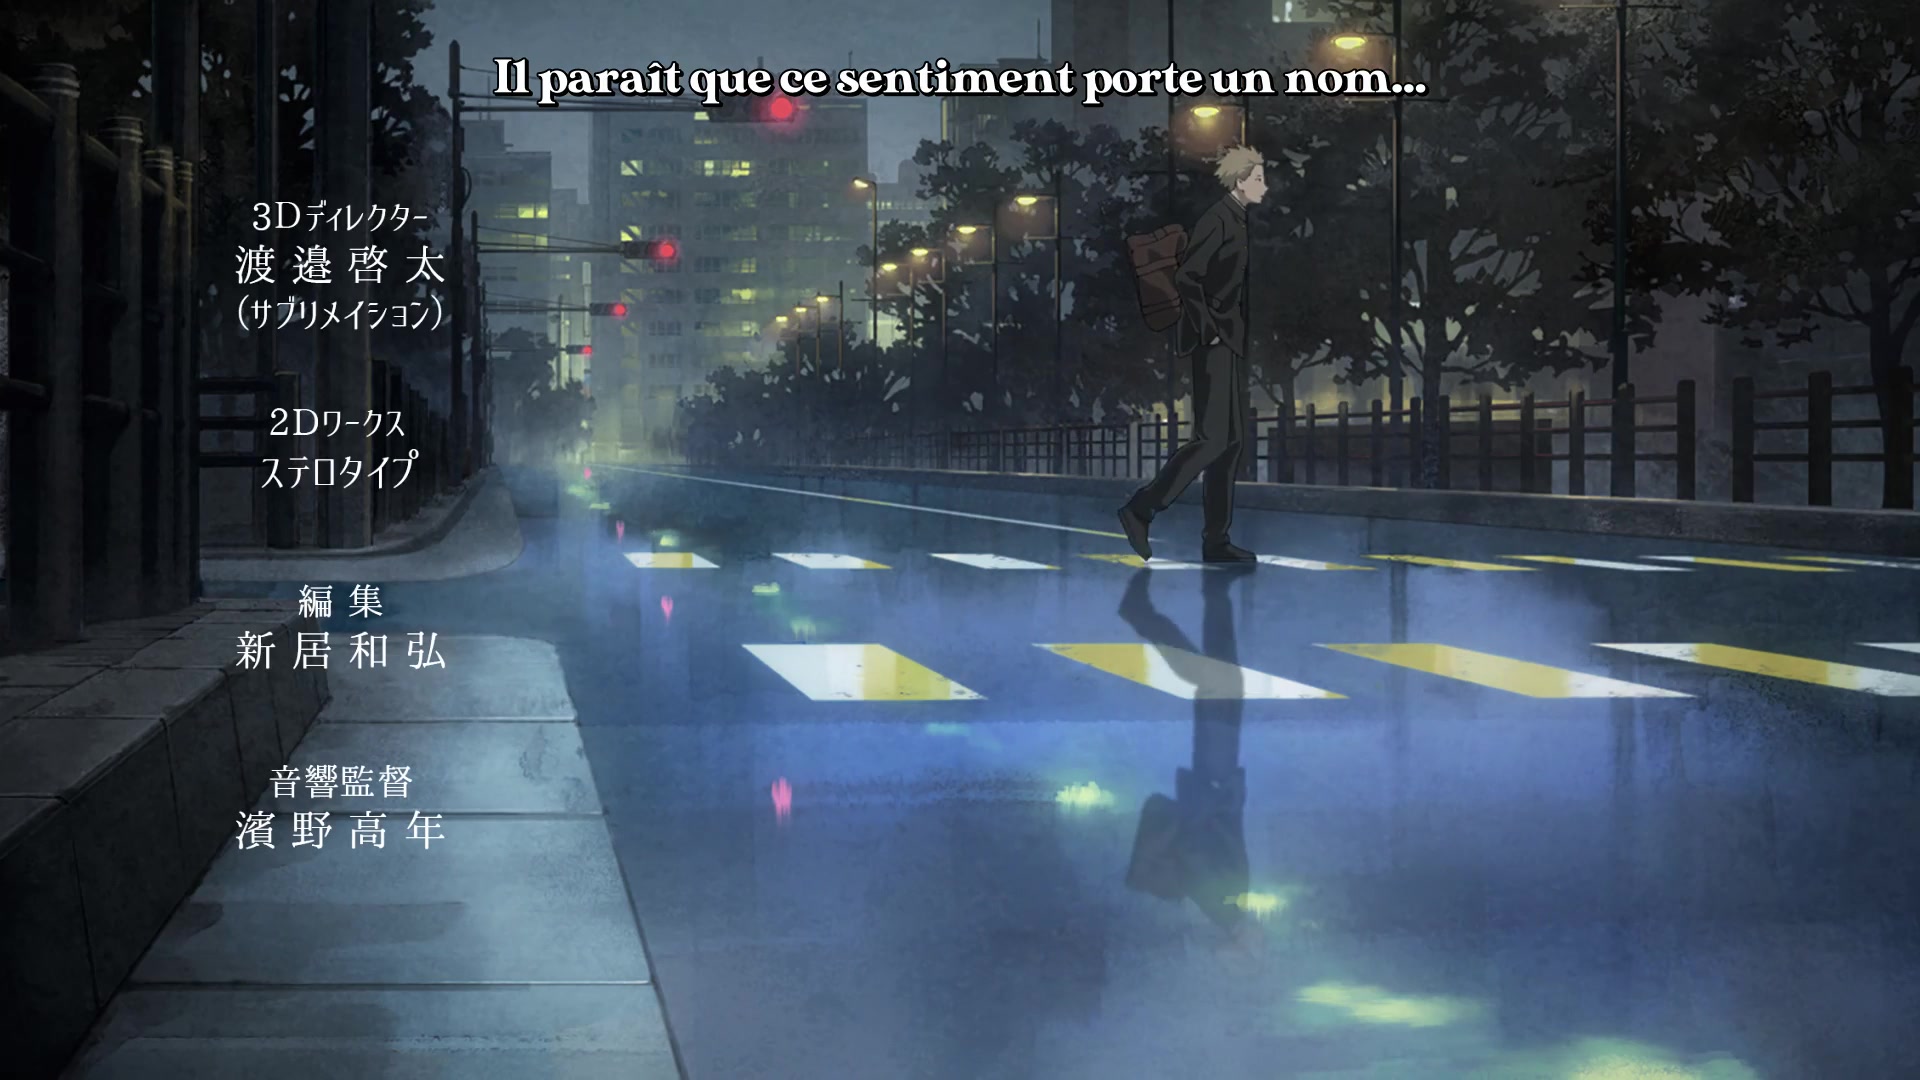 Il paraît que ce sentiment porte un nom...
3Dディレクター
渡邉啓太
(サブリメイション)
2Dワークス
ステロタイプ
編集
新居和弘
音響監督
濱野高年